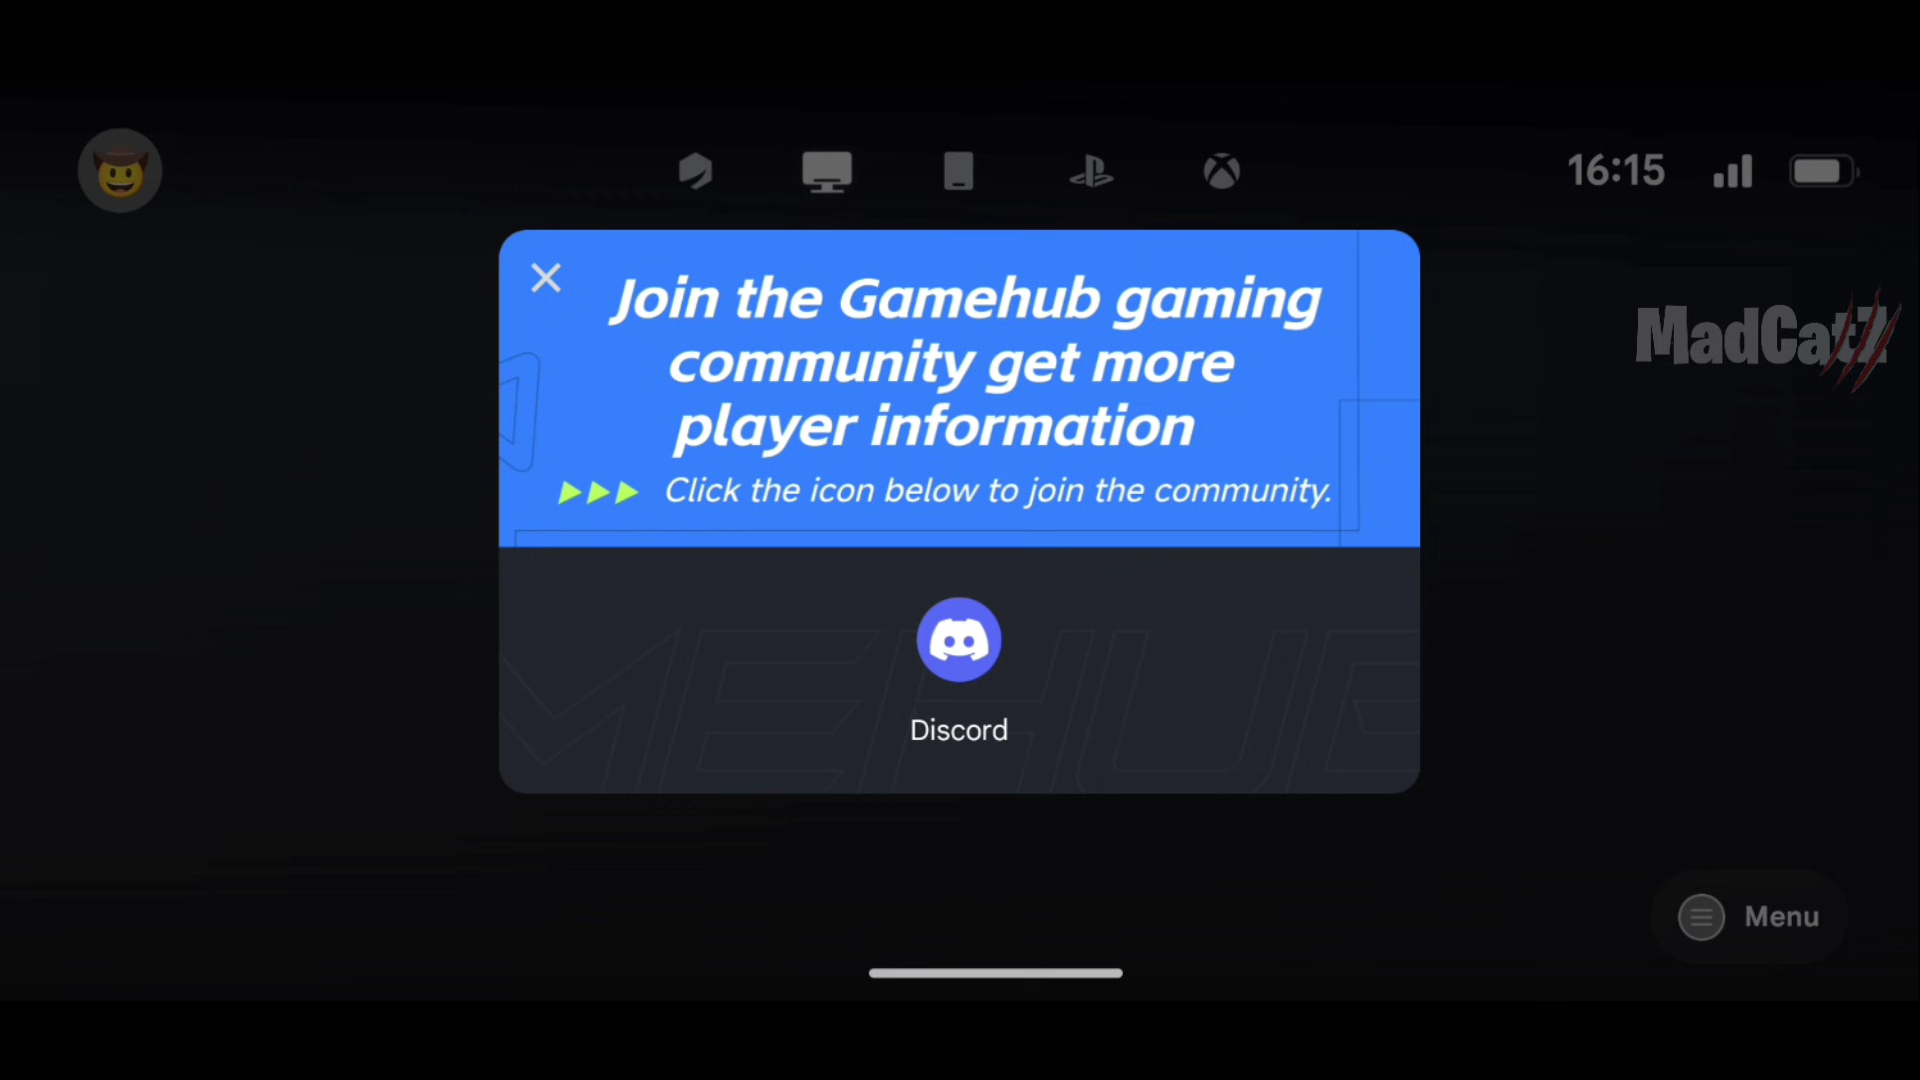 16:15
Join the Gamehub gaming
community get more
player information
Click the icon below to join the community.
MadCatZ
Discord
Menu